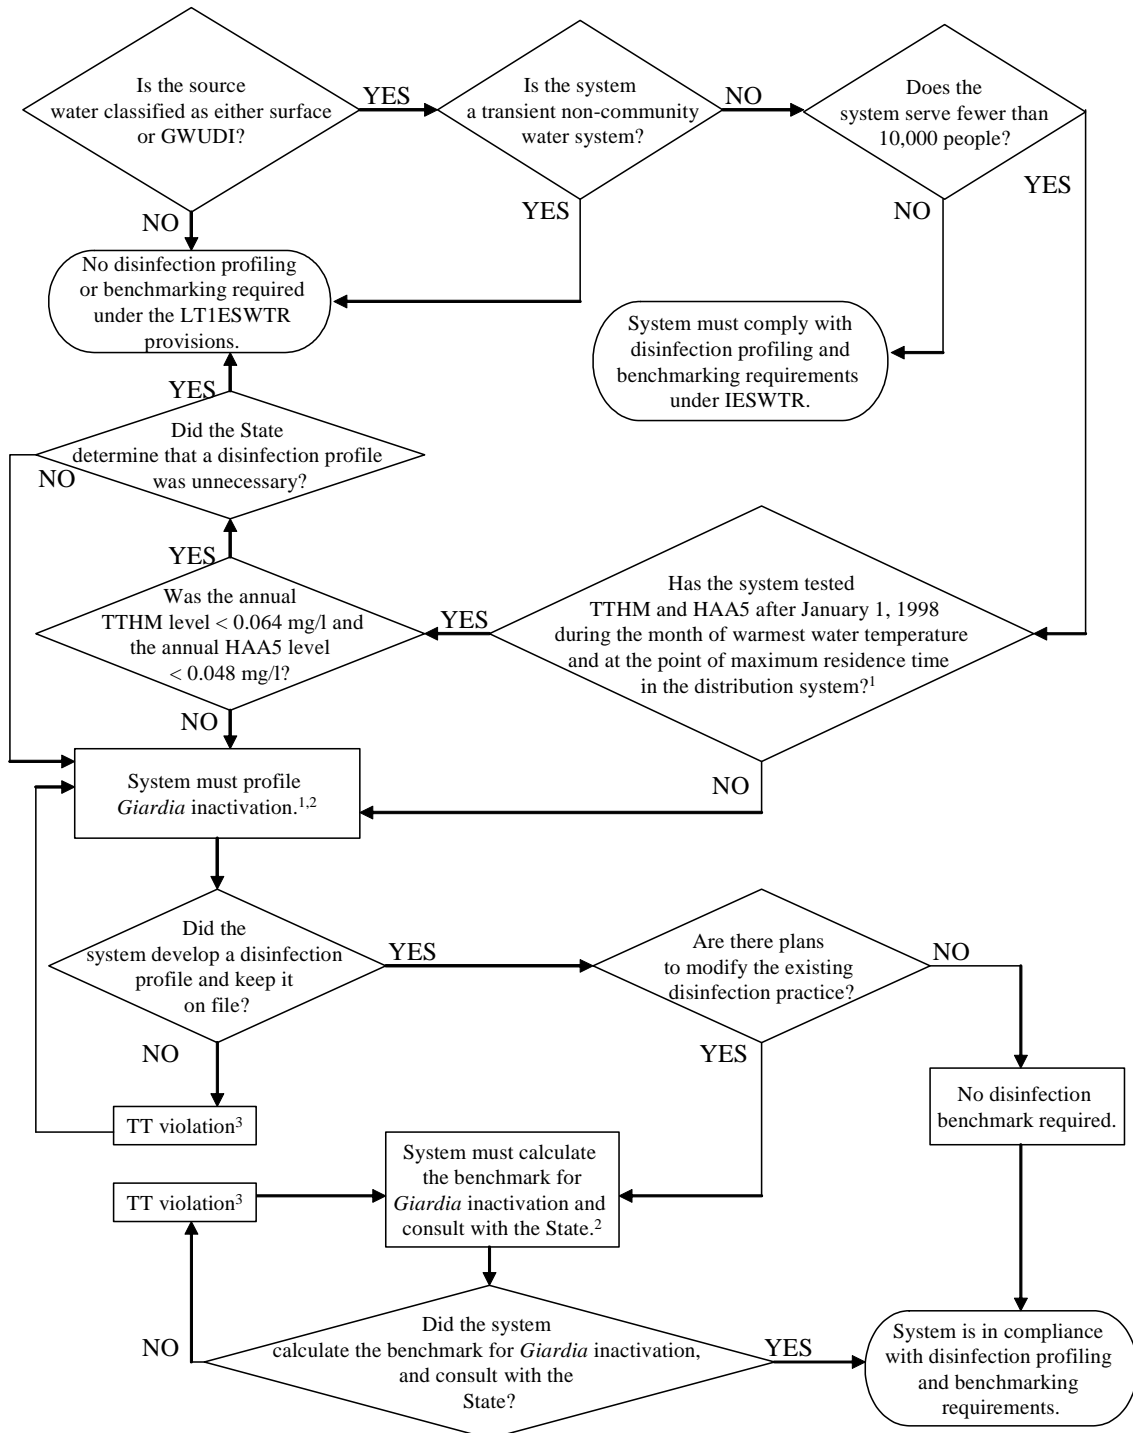 Is the source
water classified as either surface
or GWUDI?
YES
Is the system
a transient non-community
water system?
NO
Does the
system serve fewer than
10,000 people?
YES
NO
YES
NO
No disinfection profiling
or benchmarking required
under the LT1ESWTR
provisions.
System must comply with
disinfection profiling and
benchmarking requirements
under IESWTR.
YES
Did the State
determine that a disinfection profile
was unnecessary?
NO
YES
Was the annual
TTHM level < 0.064 mg/l and
the annual HAA5 level
< 0.048 mg/l?
YES
Has the system tested
TTHM and HAA5 after January 1, 1998
during the month of warmest water temperature
and at the point of maximum residence time
in the distribution system?1
NO
NO
System must profile
Giardia inactivation.1,2
Did the
system develop a disinfection
profile and keep it
on file?
YES
Are there plans
to modify the existing
disinfection practice?
NO
NO
YES
TT violation3
No disinfection
benchmark required.
System must calculate
the benchmark for
Giardia inactivation and
consult with the State.2
TT violation3
NO
Did the system
calculate the benchmark for Giardia inactivation,
and consult with the
State?
YES
System is in compliance
with disinfection profiling
and benchmarking
requirements.